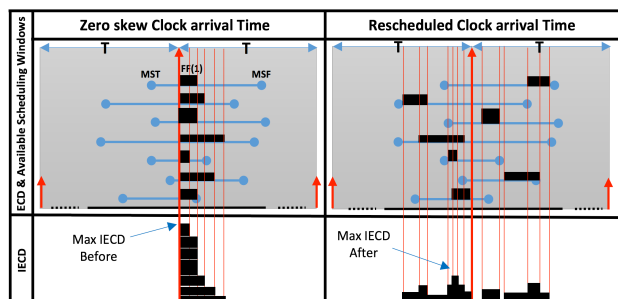 Zero skew Clock arrival Time
Rescheduled Clock arrival Time
ECD & Available Scheduling Windows
T
T
MST
FF(1)
MSF
T
T
IECD
Max IECD
Before
Max IECD
After